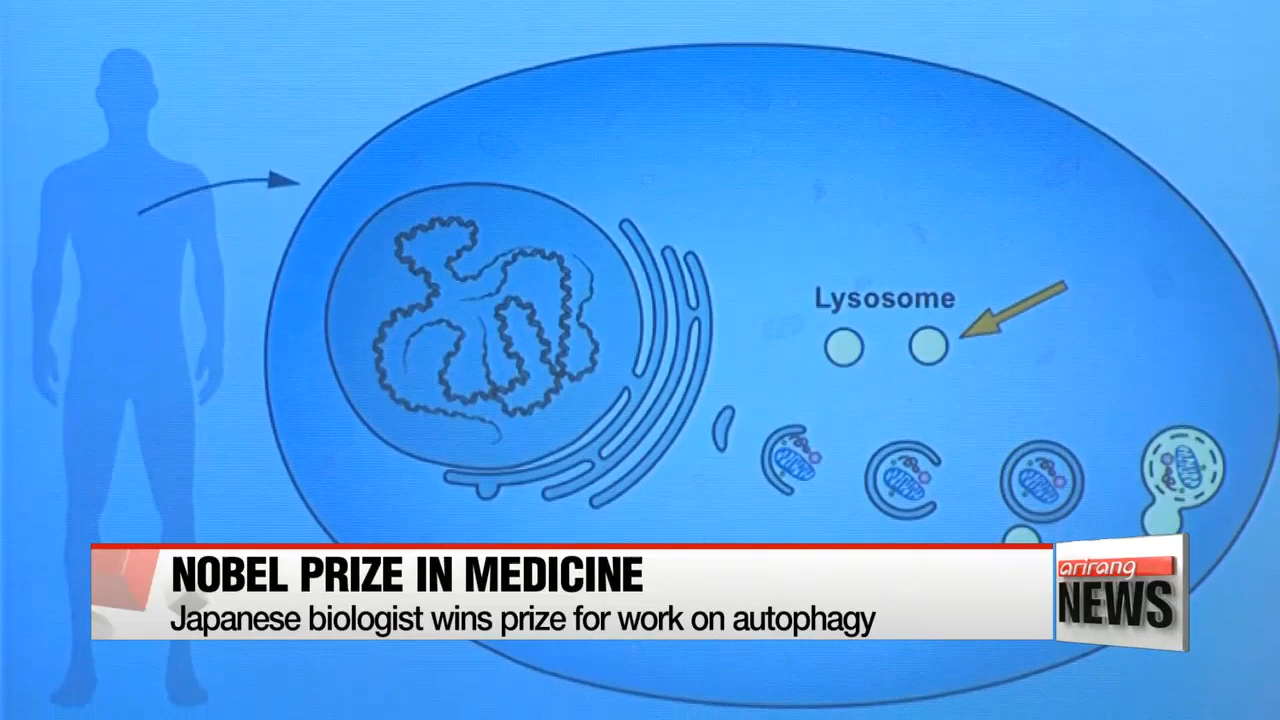 Lysosome
NOBEL PRIZE IN MEDICINE
Japanese biologist wins prize for work on autophagy
arirang
NEWS